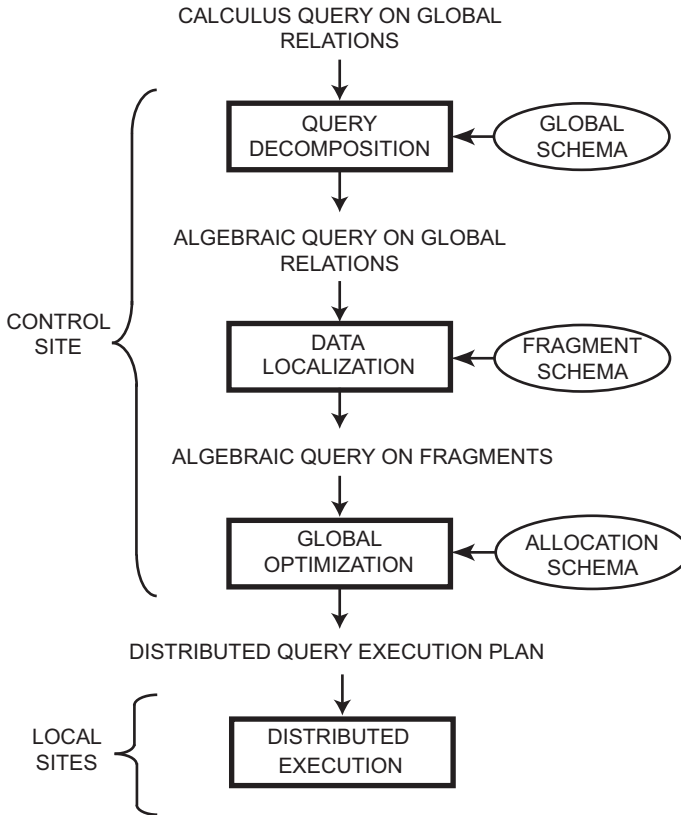 CALCULUS QUERY ON GLOBAL
RELATIONS
QUERY
DECOMPOSITION
GLOBAL
SCHEMA
ALGEBRAIC QUERY ON GLOBAL
RELATIONS
CONTROL
SITE
DATA
LOCALIZATION
FRAGMENT
SCHEMA
ALGEBRAIC QUERY ON FRAGMENTS
GLOBAL
OPTIMIZATION
ALLOCATION
SCHEMA
DISTRIBUTED QUERY EXECUTION PLAN
LOCAL
SITES
DISTRIBUTED
EXECUTION